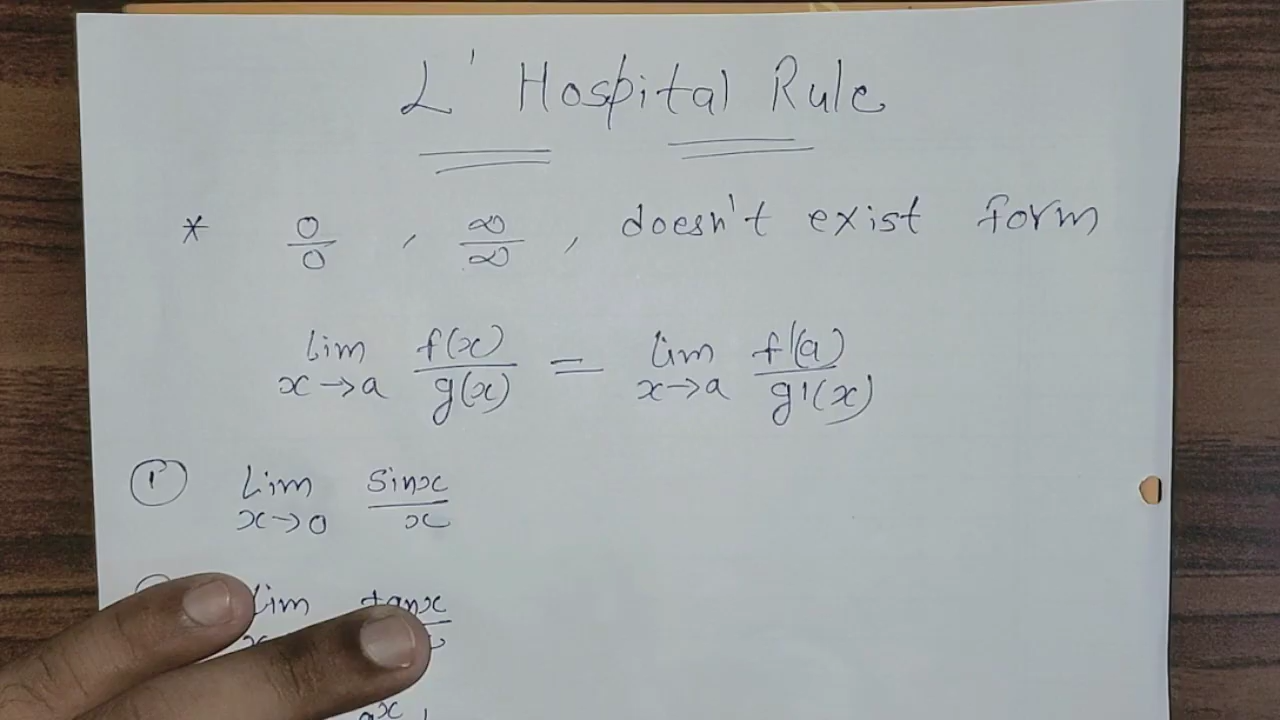 L' Hospital Rule
* 0/0 , ∞/∞ , doesn't exist form
lim x→a f(x)/g(x) = lim x→a f'(a)/g'(x)
① Lim x→0 sinx/x
Lim tanx